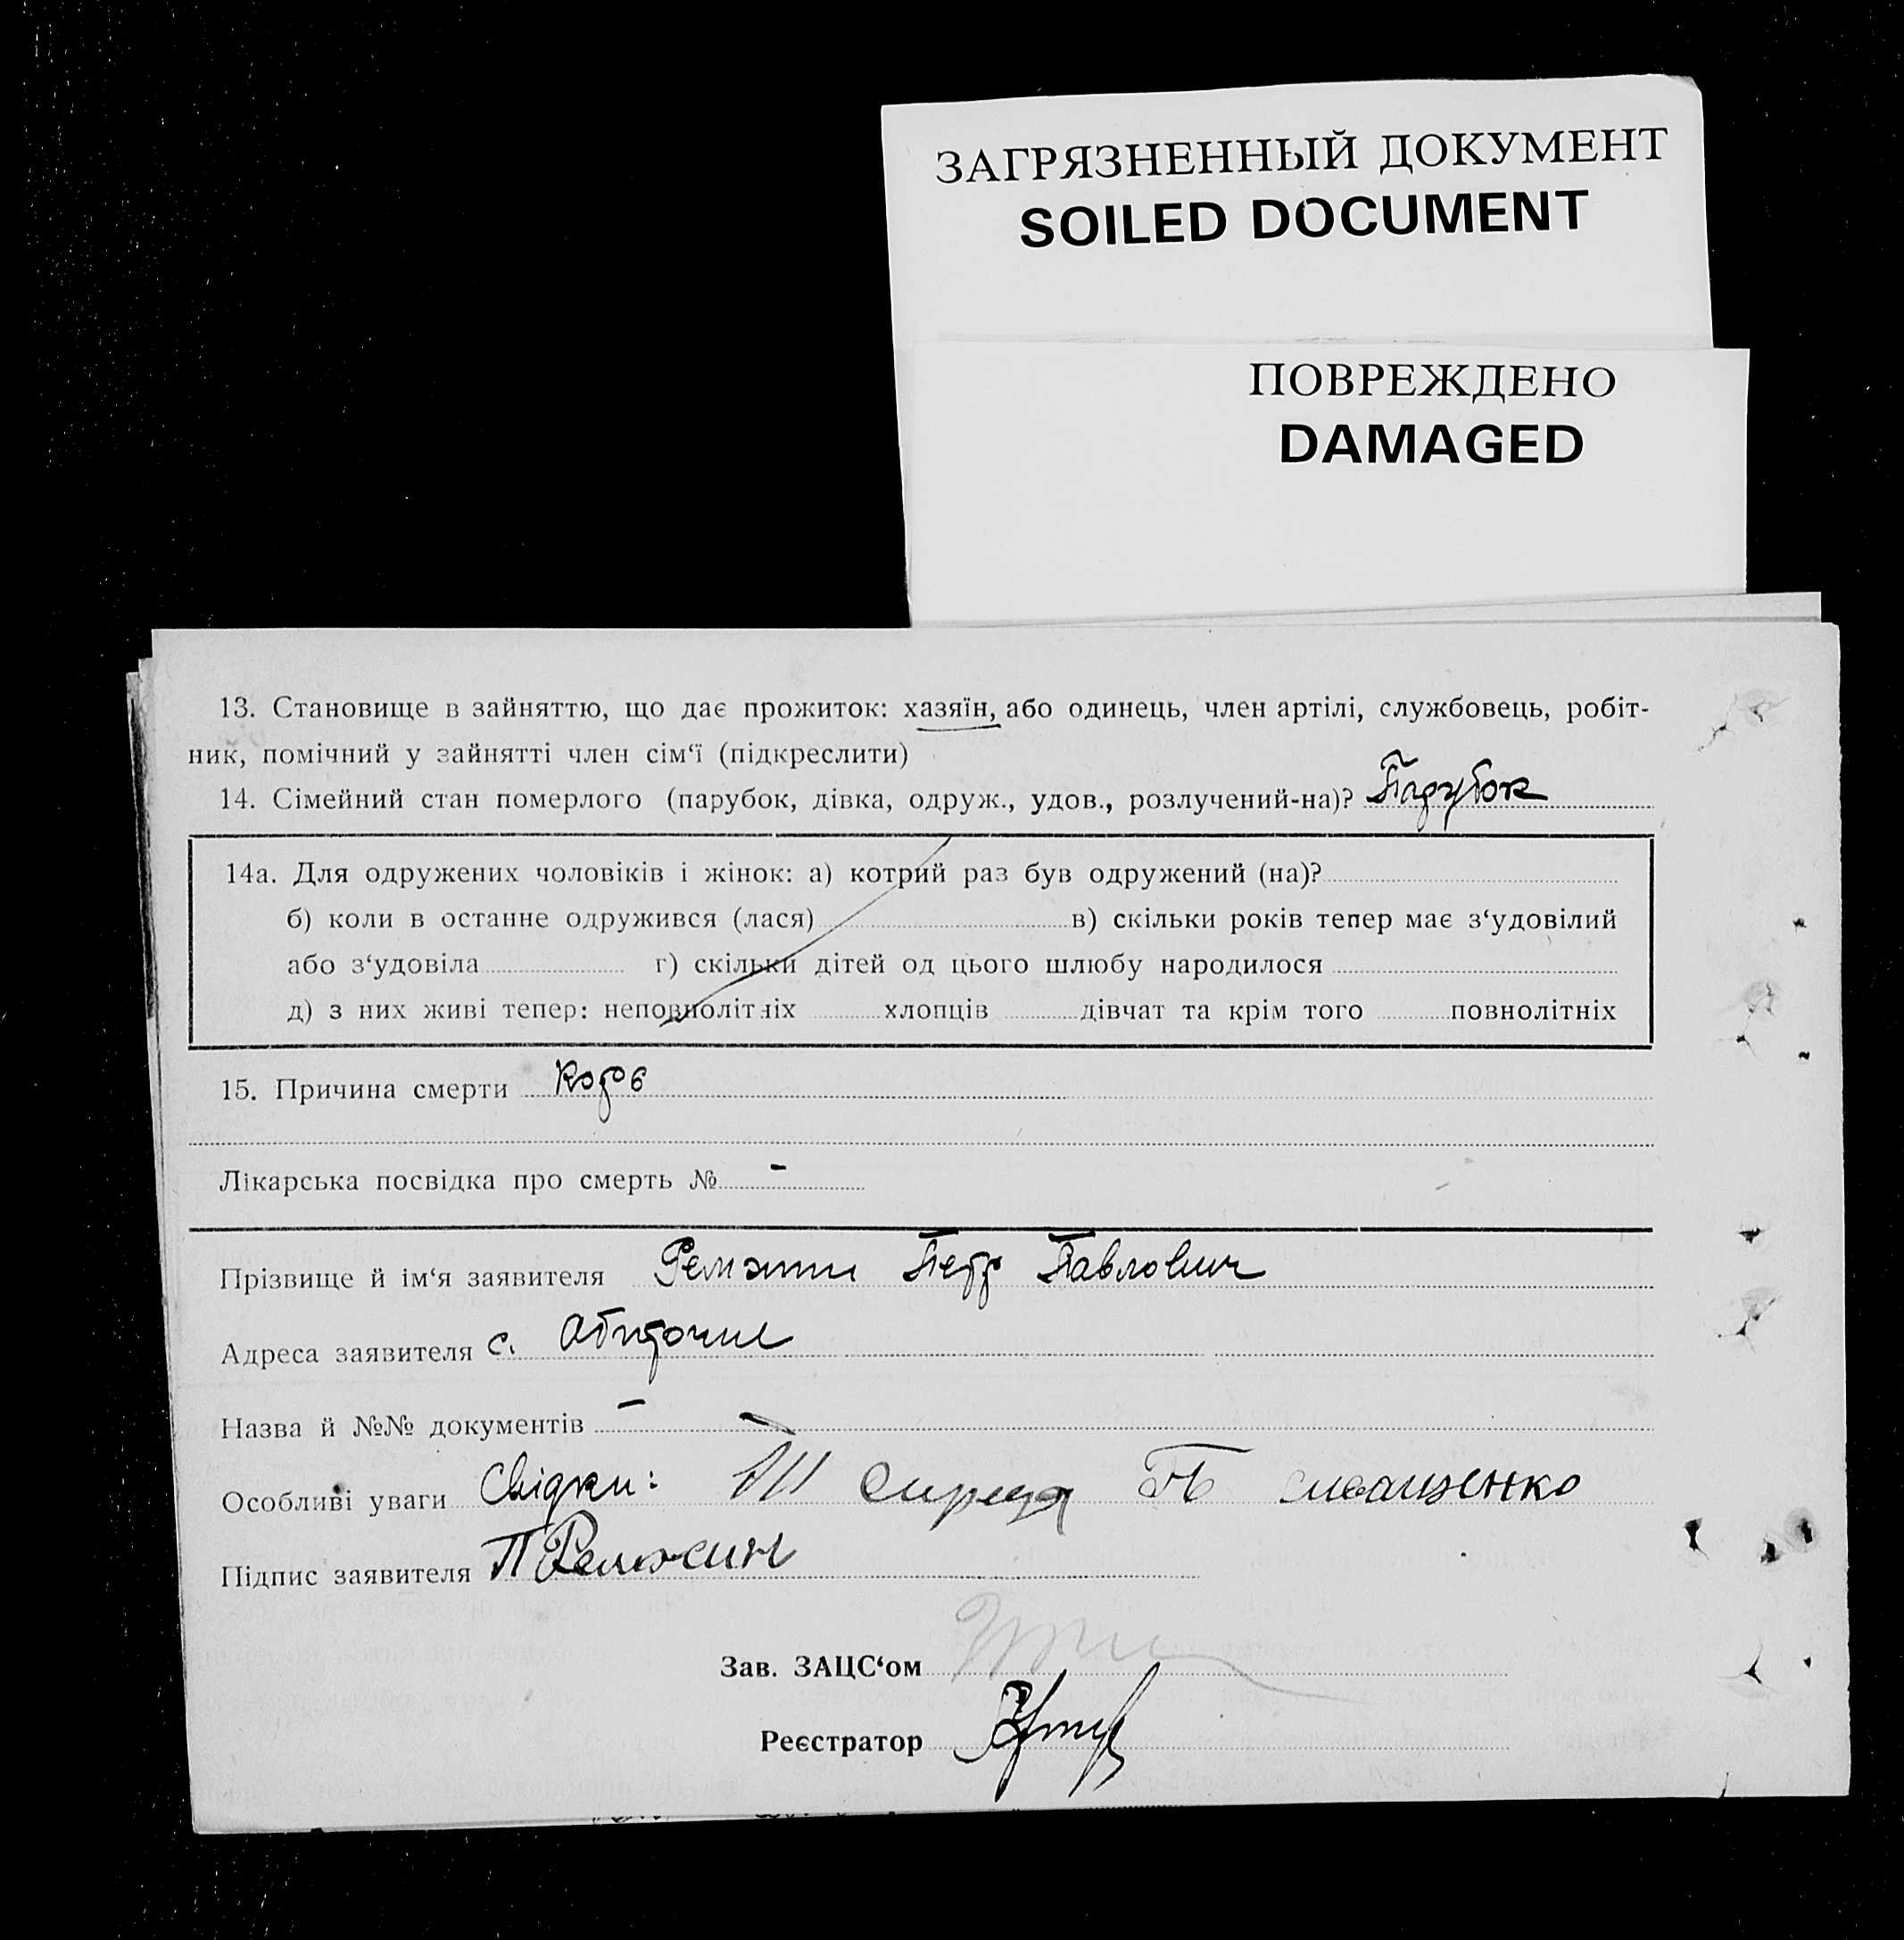 ЗАГРЯЗНЕННЫЙ ДОКУМЕНТ
SOILED DOCUMENT
ПОВРЕЖДЕНО
DAMAGED
13. Становище в зайняттю, що дає прожиток: хазяїн, або одинець, член артілі, службовець, робіт-
ник, помічний у зайнятті член сім‘ї (підкреслити)
14. Сімейний стан померлого (парубок, дівка, одруж., удов., розлучений-на)? Парубок
14а. Для одружених чоловіків і жінок: а) котрий раз був одружений (на)?
б) коли в останне одружився (лася) в) скільки років тепер має з‘удовілий
або з‘удовіла г) скільки дітей од цього шлюбу народилося
д) з них живі тепер: неповнолітніх хлопців дівчат та крім того повнолітніх
15. Причина смерти Короб
Лікарська посвідка про смерть № -
Прізвище й ім‘я заявителя Петр Павлович
Адреса заявителя с.
Назва й №№ документів -
Особливі уваги Свідки:
Підпис заявителя
Зав. ЗАЦС‘ом
Реєстратор